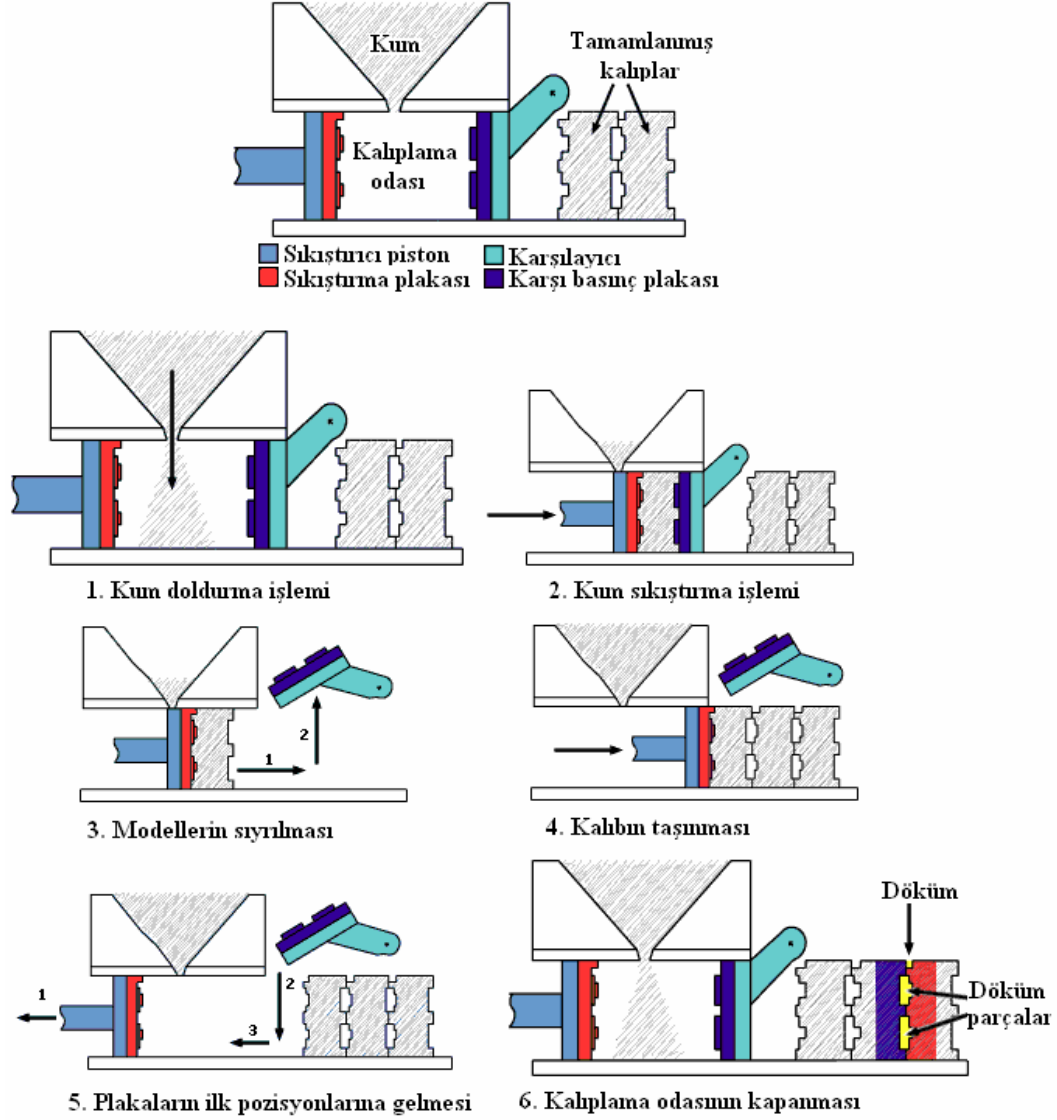 Kum
Tamamlanmış
kalıplar
Kalıplama
odası
Sıkıştırıcı piston
Karşılayıcı
Sıkıştırma plakası
Karşı basınç plakası
1. Kum doldurma işlemi
2. Kum sıkıştırma işlemi
1
2
3. Modellerin sıyrılması
4. Kalıbın taşınması
1
2
3
5. Plakaların ilk pozisyonlarına gelmesi
Döküm
Döküm
parçalar
6. Kalıplama odasının kapanması